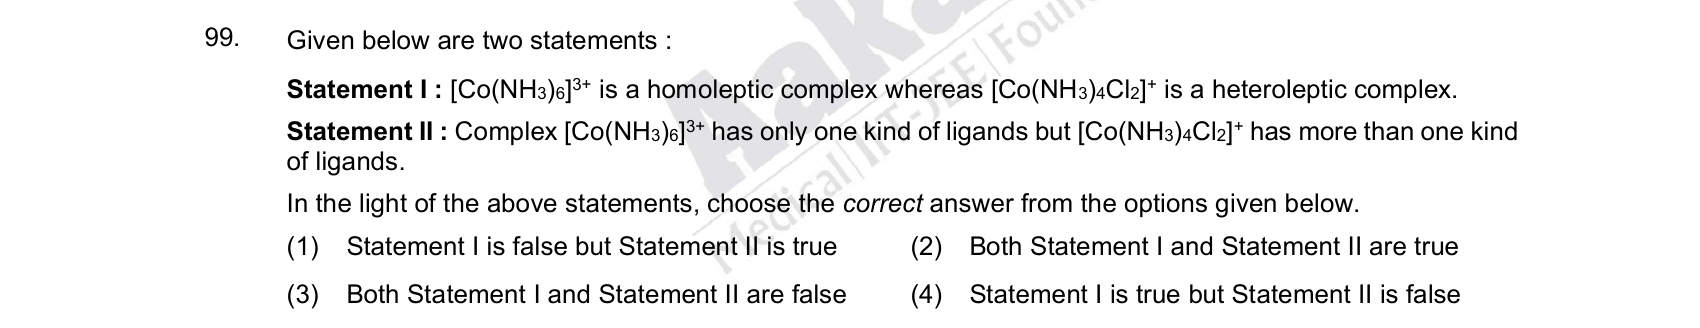 99. Given below are two statements :
Statement I : [Co(NH₃)₆]³⁺ is a homoleptic complex whereas [Co(NH₃)₄Cl₂]⁺ is a heteroleptic complex.
Statement II : Complex [Co(NH₃)₆]³⁺ has only one kind of ligands but [Co(NH₃)₄Cl₂]⁺ has more than one kind
of ligands.
In the light of the above statements, choose the correct answer from the options given below.
(1) Statement I is false but Statement II is true (2) Both Statement I and Statement II are true
(3) Both Statement I and Statement II are false (4) Statement I is true but Statement II is false
Medical|IIT-JEE|Foun